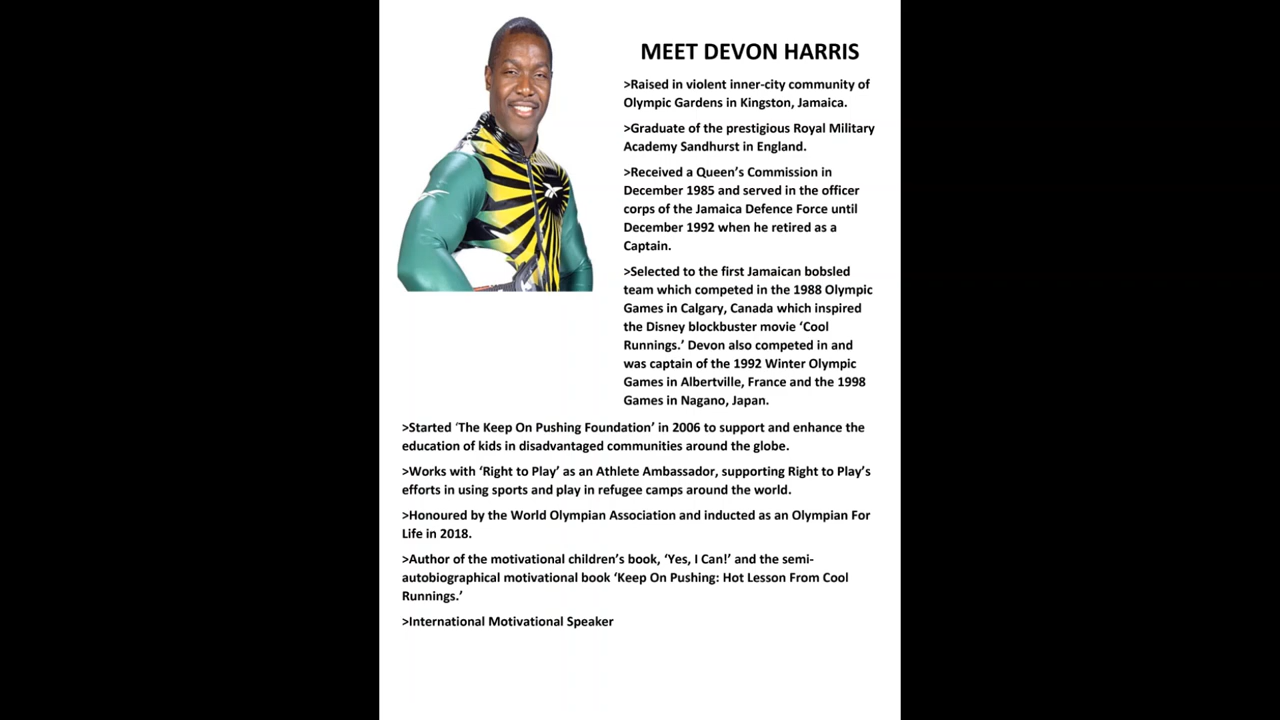 MEET DEVON HARRIS
>Raised in violent inner-city community of
Olympic Gardens in Kingston, Jamaica.
>Graduate of the prestigious Royal Military
Academy Sandhurst in England.
>Received a Queen’s Commission in
December 1985 and served in the officer
corps of the Jamaica Defence Force until
December 1992 when he retired as a
Captain.
>Selected to the first Jamaican bobsled
team which competed in the 1988 Olympic
Games in Calgary, Canada which inspired
the Disney blockbuster movie ‘Cool
Runnings.’ Devon also competed in and
was captain of the 1992 Winter Olympic
Games in Albertville, France and the 1998
Games in Nagano, Japan.
>Started ‘The Keep On Pushing Foundation’ in 2006 to support and enhance the
education of kids in disadvantaged communities around the globe.
>Works with ‘Right to Play’ as an Athlete Ambassador, supporting Right to Play’s
efforts in using sports and play in refugee camps around the world.
>Honoured by the World Olympian Association and inducted as an Olympian For
Life in 2018.
>Author of the motivational children’s book, ‘Yes, I Can!’ and the semi-
autobiographical motivational book ‘Keep On Pushing: Hot Lesson From Cool
Runnings.’
>International Motivational Speaker